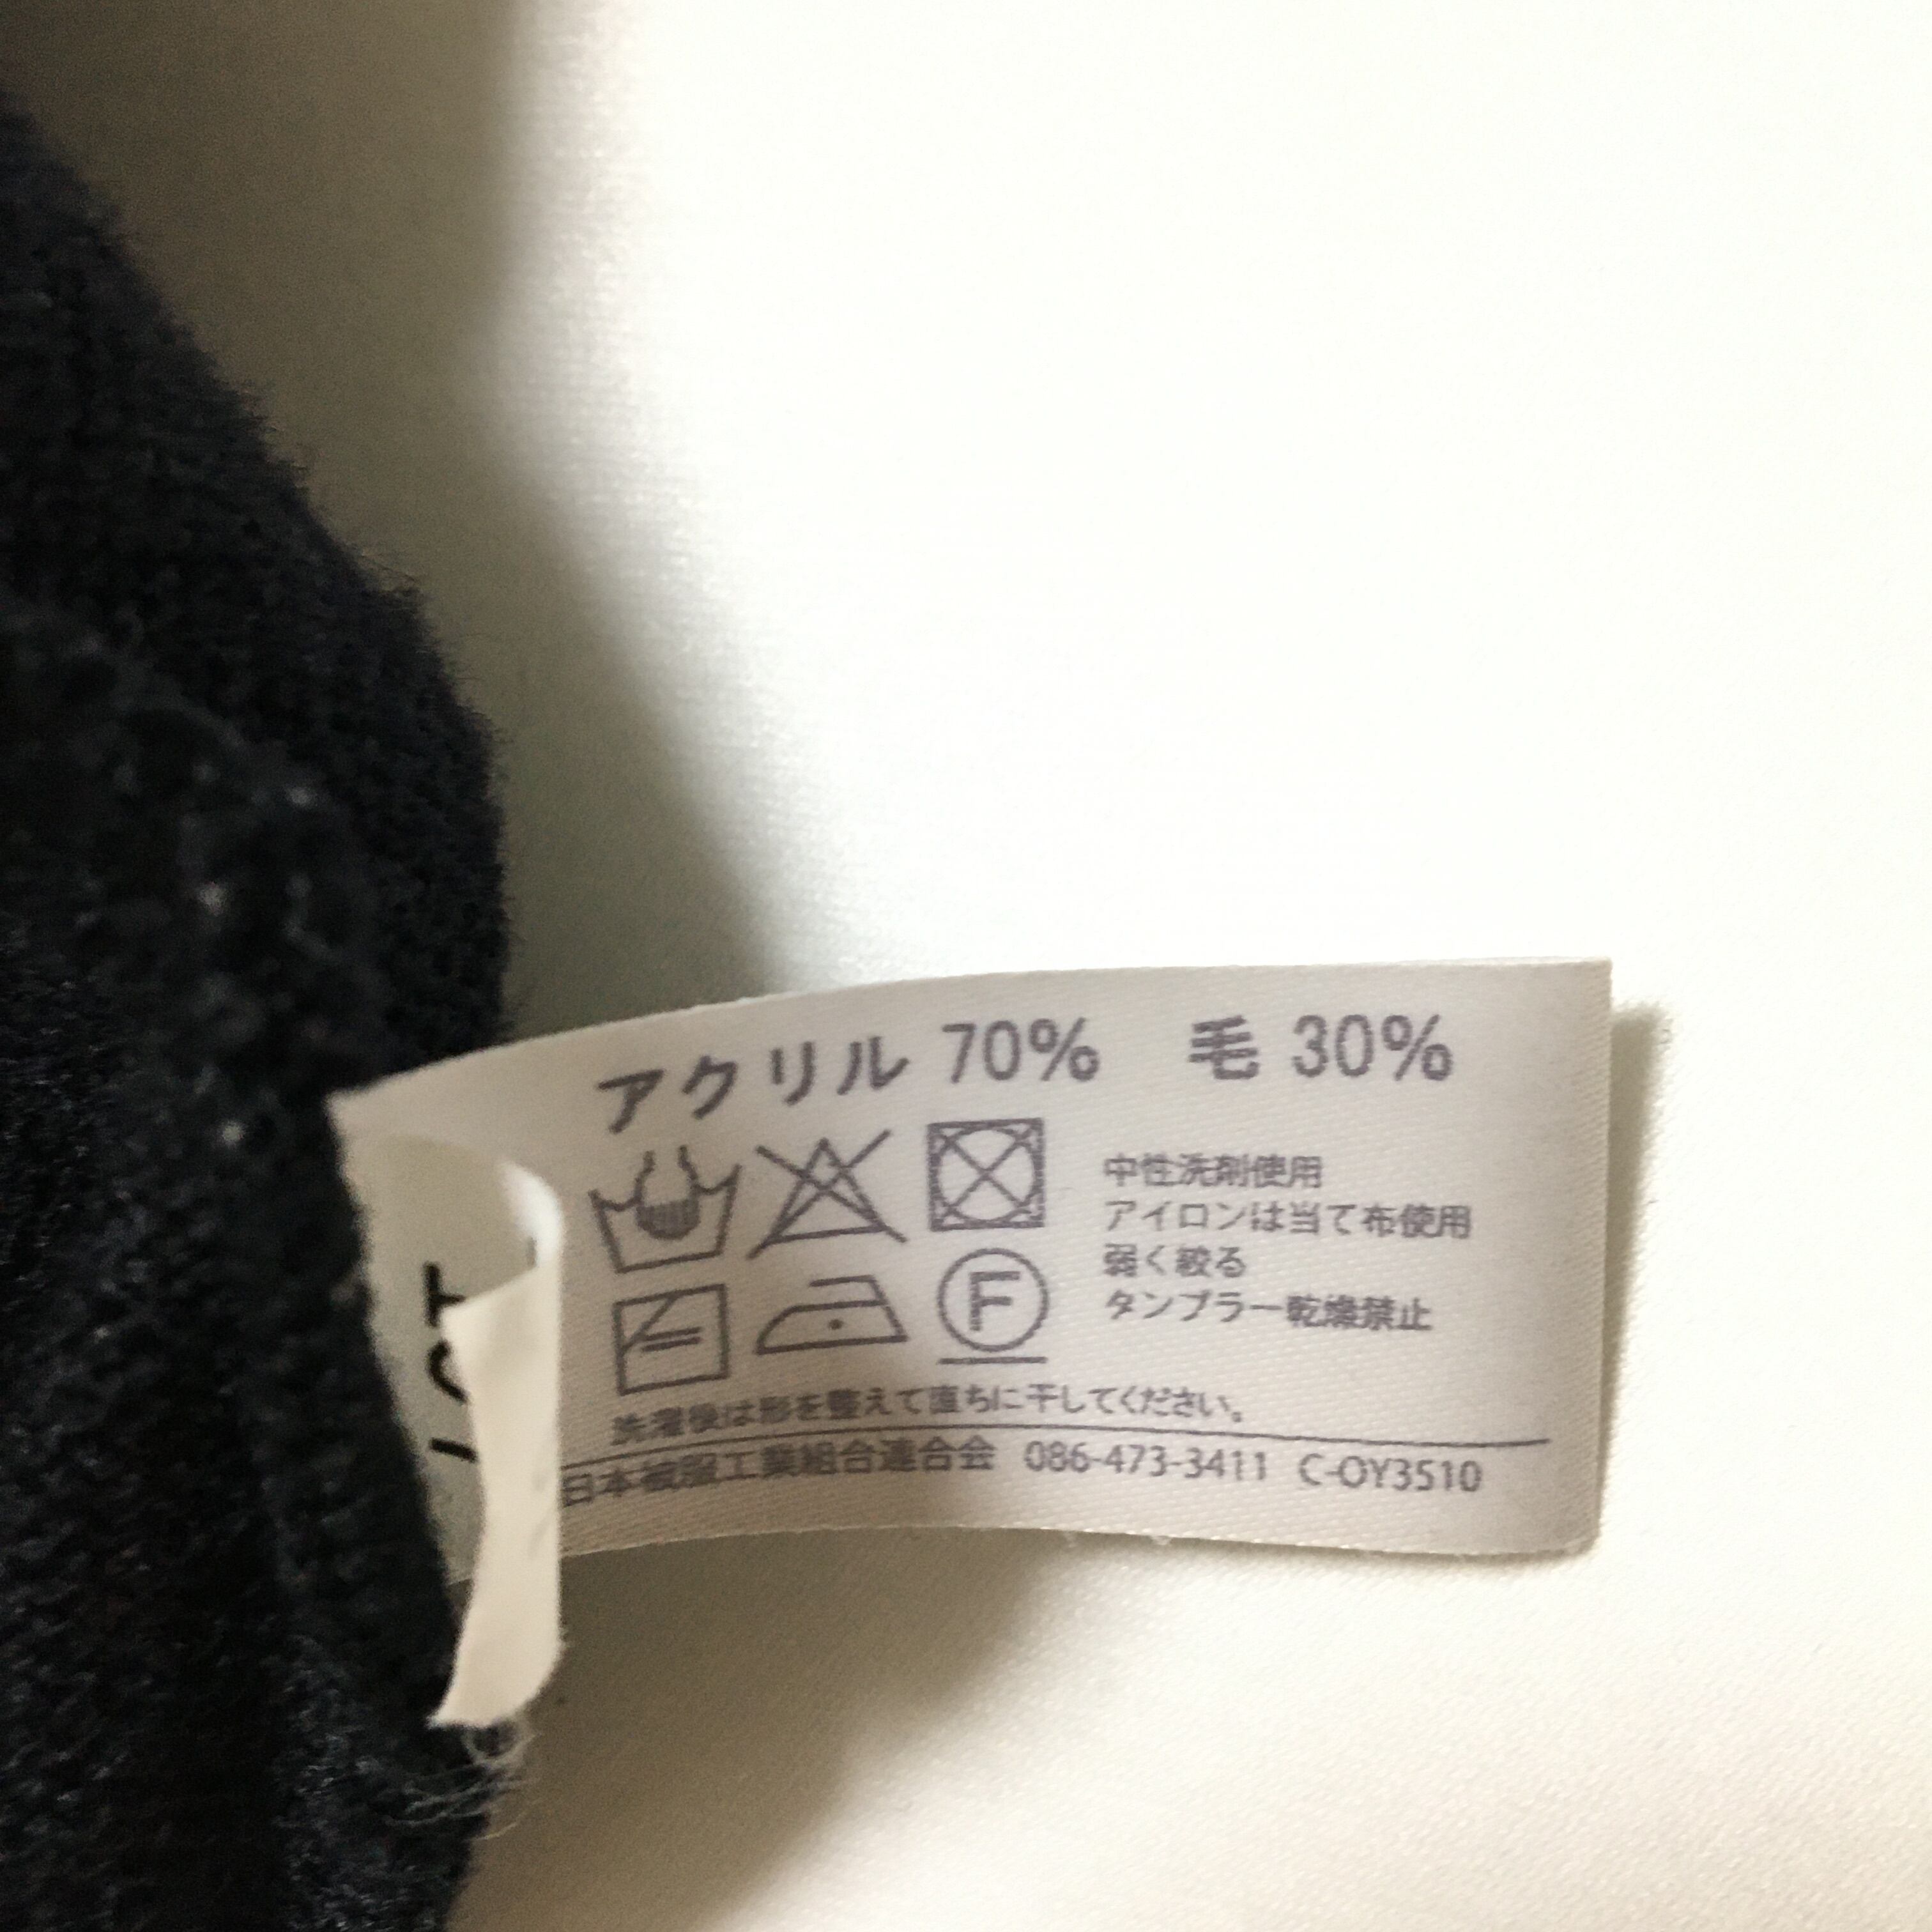 アクリル 70% 毛 30%
中性洗剤使用
アイロンは当て布使用
弱く絞る
タンブラー乾燥禁止
F
洗濯後は形を整えて直ちに干してください。
日本被服工業組合連合会 086-473-3411 C-OY3510